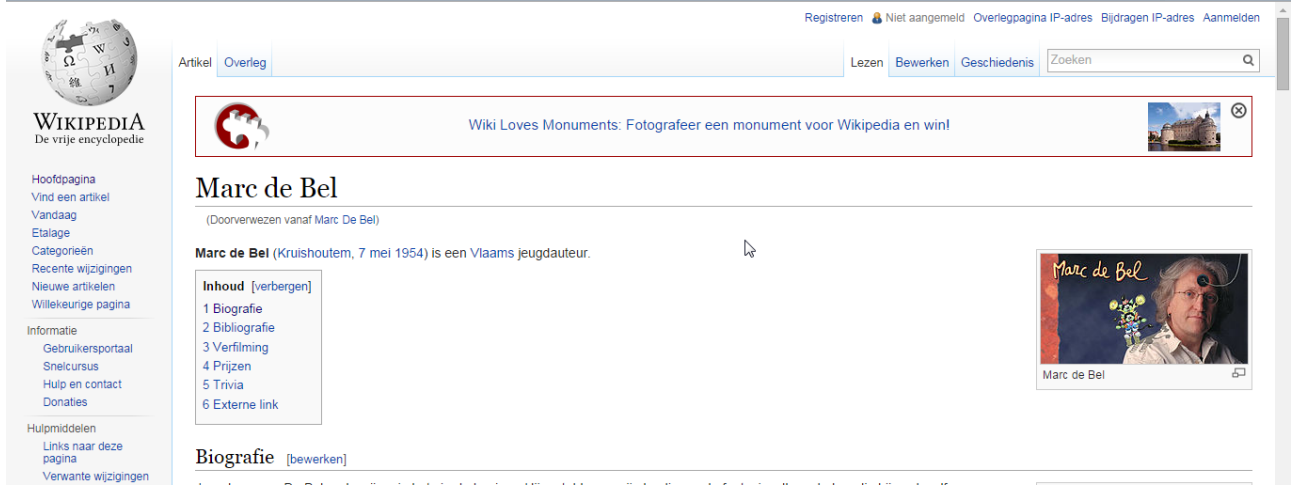 Registreren Niet aangemeld Overlegpagina IP-adres Bijdragen IP-adres Aanmelden
Artikel Overleg Lezen Bewerken Geschiedenis Zoeken
WIKIPEDIA
De vrije encyclopedie
Wiki Loves Monuments: Fotografeer een monument voor Wikipedia en win!
Hoofdpagina
Vind een artikel
Vandaag
Etalage
Categorieën
Recente wijzigingen
Nieuwe artikelen
Willekeurige pagina
Informatie
Gebruikersportaal
Snelcursus
Hulp en contact
Donaties
Hulpmiddelen
Links naar deze
pagina
Verwante wijzigingen
Marc de Bel
(Doorverwezen vanaf Marc De Bel)
Marc de Bel (Kruishoutem, 7 mei 1954) is een Vlaams jeugdauteur.
Inhoud [verbergen]
1 Biografie
2 Bibliografie
3 Verfilming
4 Prijzen
5 Trivia
6 Externe link
Marc de Bel
Marc de Bel
Biografie [bewerken]